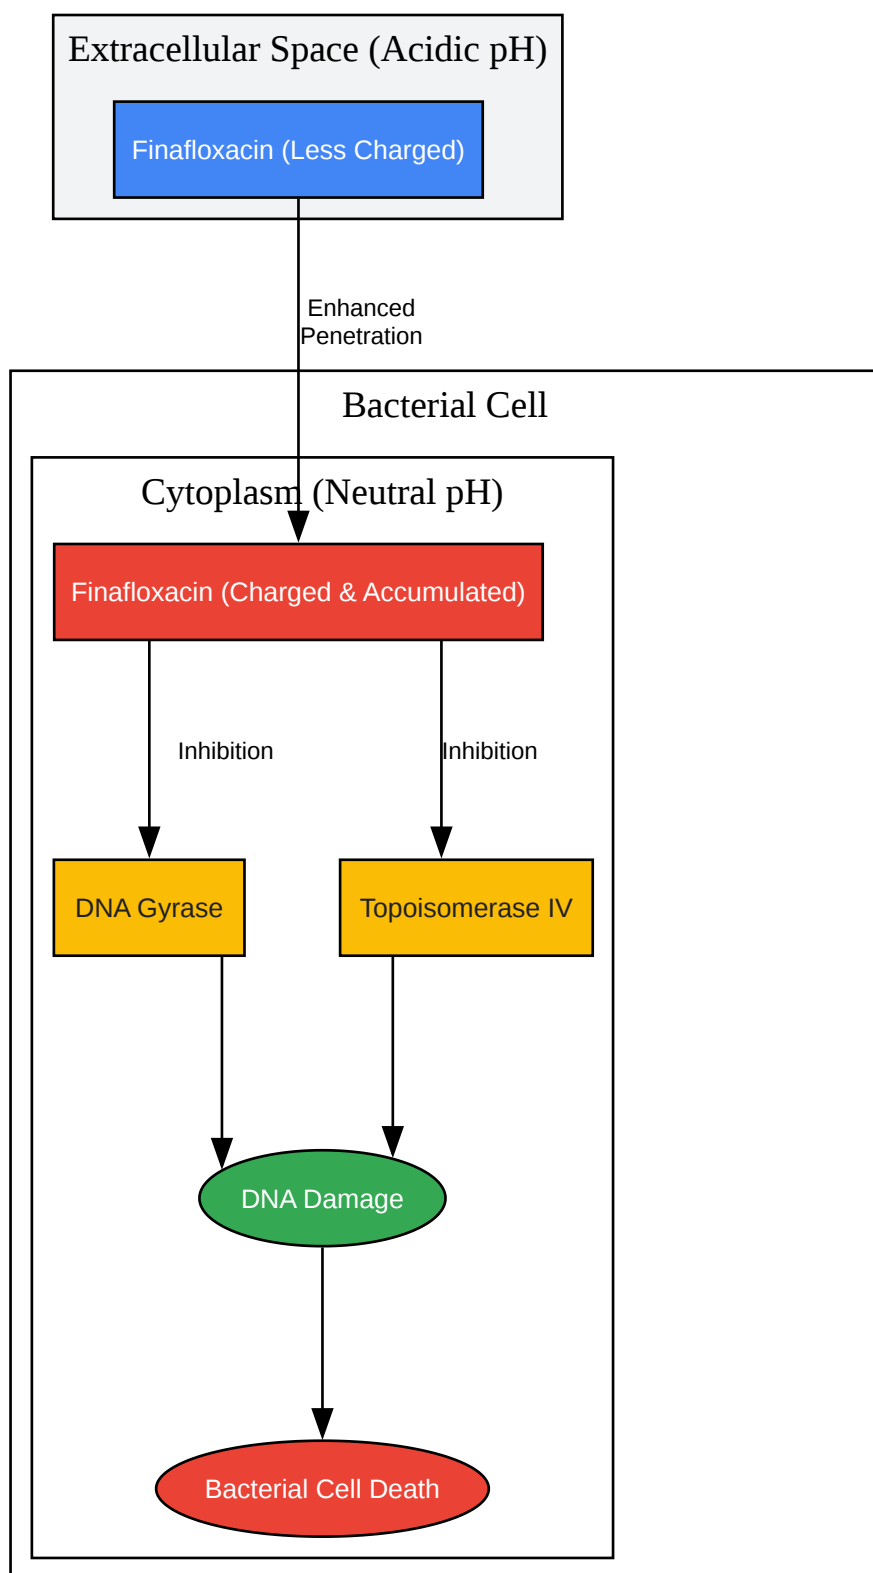 Extracellular Space (Acidic pH)
Finafloxacin (Less Charged)
Enhanced
Penetration
Bacterial Cell
Cytoplasm (Neutral pH)
Finafloxacin (Charged & Accumulated)
Inhibition
Inhibition
DNA Gyrase
Topoisomerase IV
DNA Damage
Bacterial Cell Death